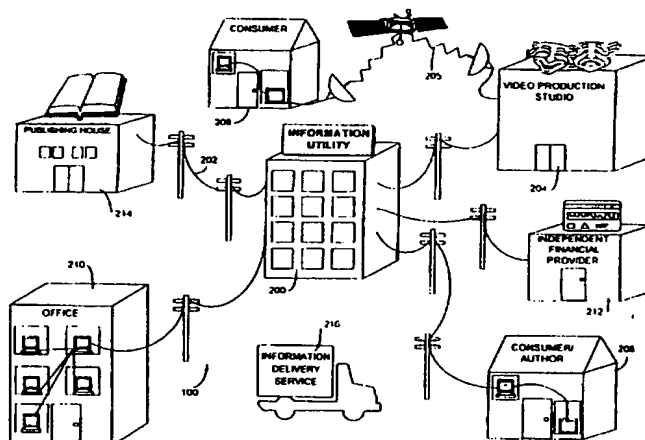 CONSUMER
205
VIDEO PRODUCTION
STUDIO
PUBLISHING HOUSE
208
INFORMATION
UTILITY
202
204
214
INDEPENDENT
FINANCIAL
PROVIDER
210
OFFICE
200
212
216
INFORMATION
DELIVERY
SERVICE
CONSUMER/
AUTHOR
206
100